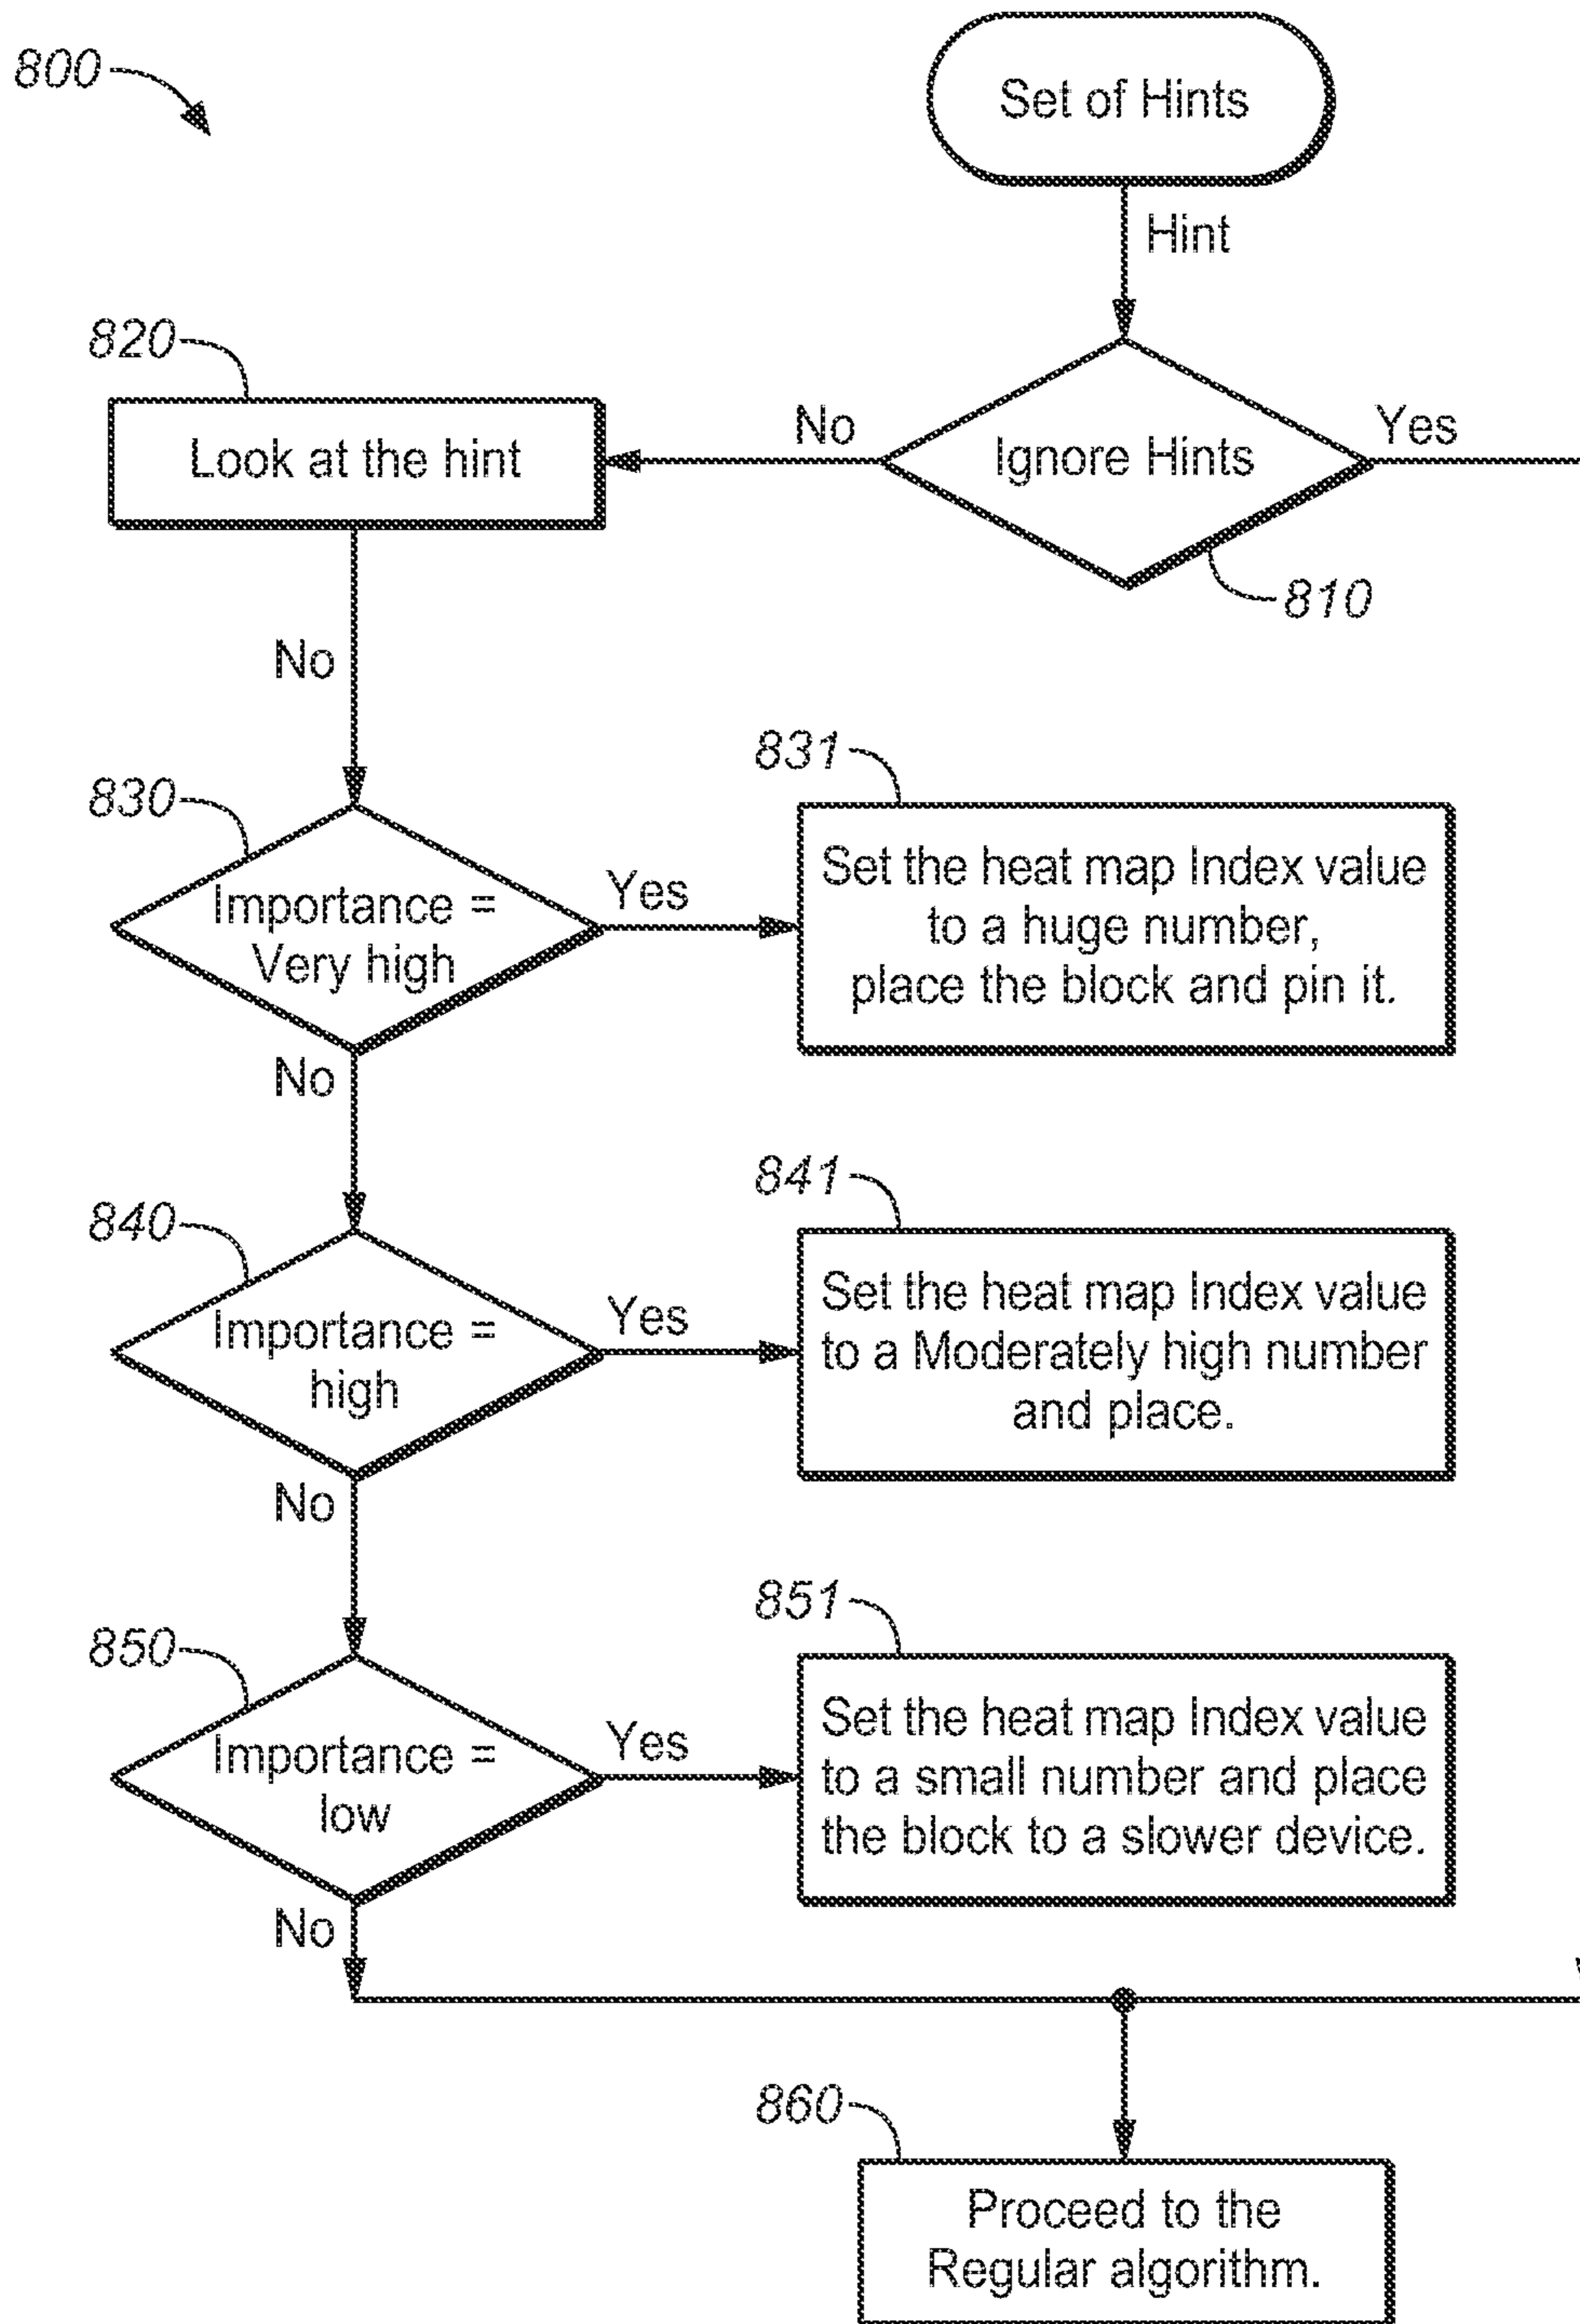 800
Set of Hints
Hint
820
Look at the hint
No
Ignore Hints
Yes
810
No
830
Importance =
Very high
Yes
831
Set the heat map Index value
to a huge number,
place the block and pin it.
No
840
Importance =
high
Yes
841
Set the heat map Index value
to a Moderately high number
and place.
No
850
Importance =
low
Yes
851
Set the heat map Index value
to a small number and place
the block to a slower device.
No
860
Proceed to the
Regular algorithm.